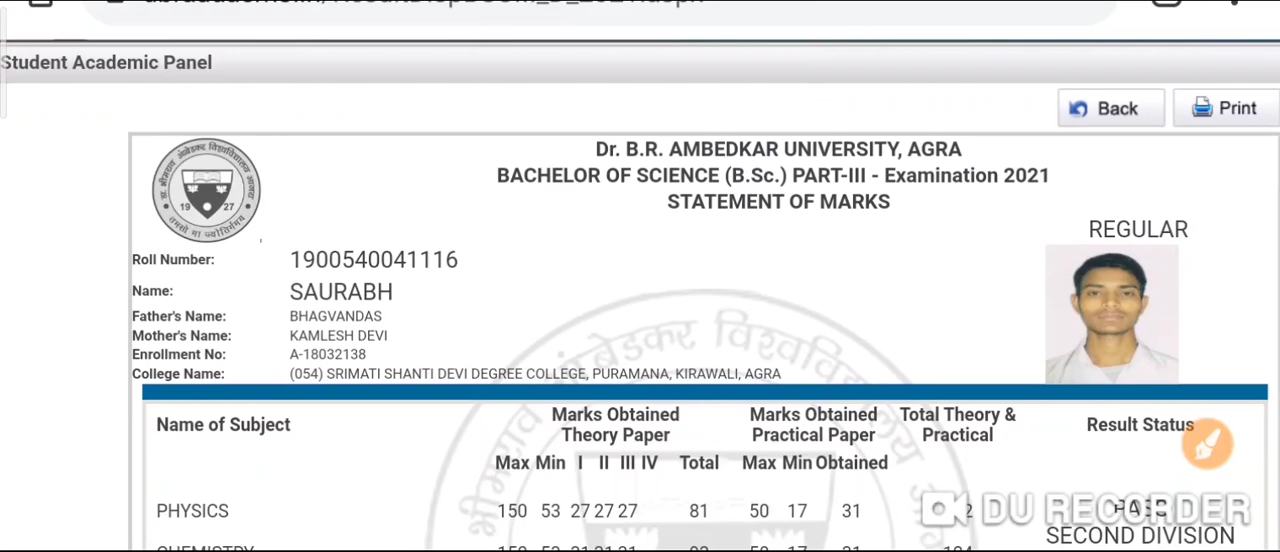 Student Academic Panel
Back Print
Dr. B.R. AMBEDKAR UNIVERSITY, AGRA
BACHELOR OF SCIENCE (B.Sc.) PART-III - Examination 2021
STATEMENT OF MARKS
19 27
REGULAR
Roll Number: 1900540041116
Name: SAURABH
Father's Name: BHAGVANDAS
Mother's Name: KAMLESH DEVI
Enrollment No: A-18032138
College Name: (054) SRIMATI SHANTI DEVI DEGREE COLLEGE, PURAMANA, KIRAWALI, AGRA
Name of Subject Marks Obtained Theory Paper Marks Obtained Practical Paper Total Theory & Practical Result Status
Max Min I II III IV Total Max Min Obtained
PHYSICS 150 53 27 27 27 81 50 17 31 PASS
DU RECORDER
SECOND DIVISION